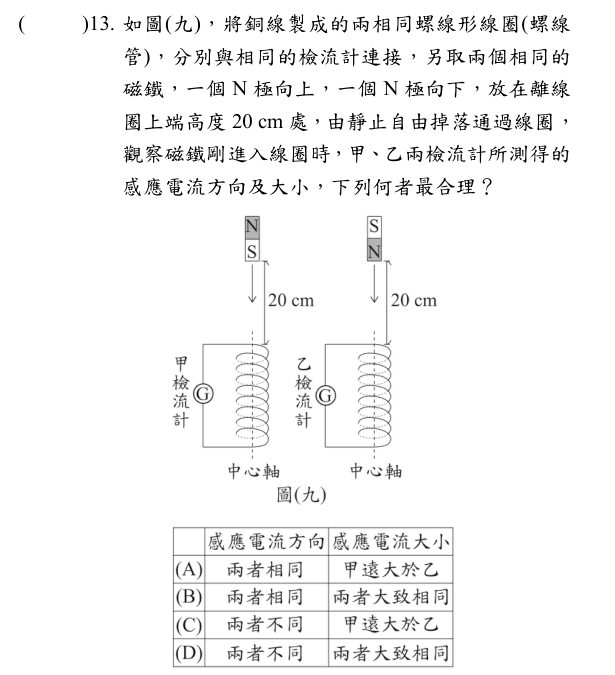 (　　)13. 如圖(九)，將銅線製成的兩相同螺線形線圈(螺線
管)，分別與相同的檢流計連接，另取兩個相同的
磁鐵，一個 N 極向上，一個 N 極向下，放在離線
圈上端高度 20 cm 處，由靜止自由掉落通過線圈，
觀察磁鐵剛進入線圈時，甲、乙兩檢流計所測得的
感應電流方向及大小，下列何者最合理？
N S
S N
20 cm 20 cm
甲檢流計 G 乙檢流計 G
中心軸 中心軸
圖(九)
感應電流方向 感應電流大小
(A) 兩者相同 甲遠大於乙
(B) 兩者相同 兩者大致相同
(C) 兩者不同 甲遠大於乙
(D) 兩者不同 兩者大致相同